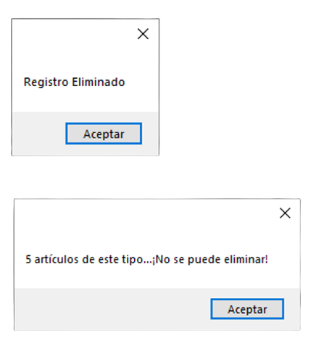 Registro Eliminado
Aceptar
5 artículos de este tipo...¡No se puede eliminar!
Aceptar